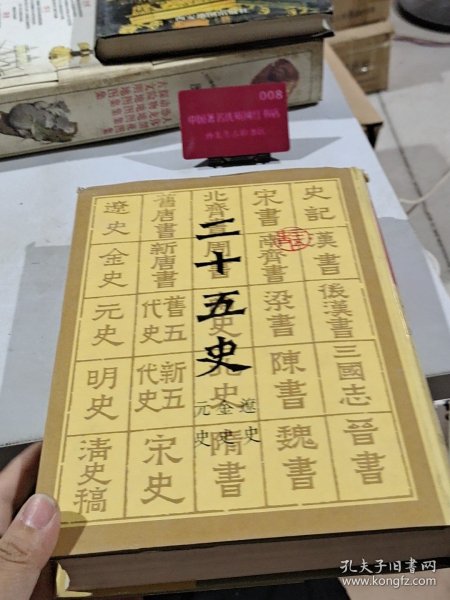 008
二十五史
遼史
金史
元史
史記
漢書
後漢書
三國志
晉書
宋書
南齊書
梁書
陳書
魏書
北齊書
周書
史
北史
隋書
舊唐書
新唐書
舊五代史
新五代史
宋史
遼史
金史
元史
明史
清史稿
孔夫子旧书网
www.kongfz.com